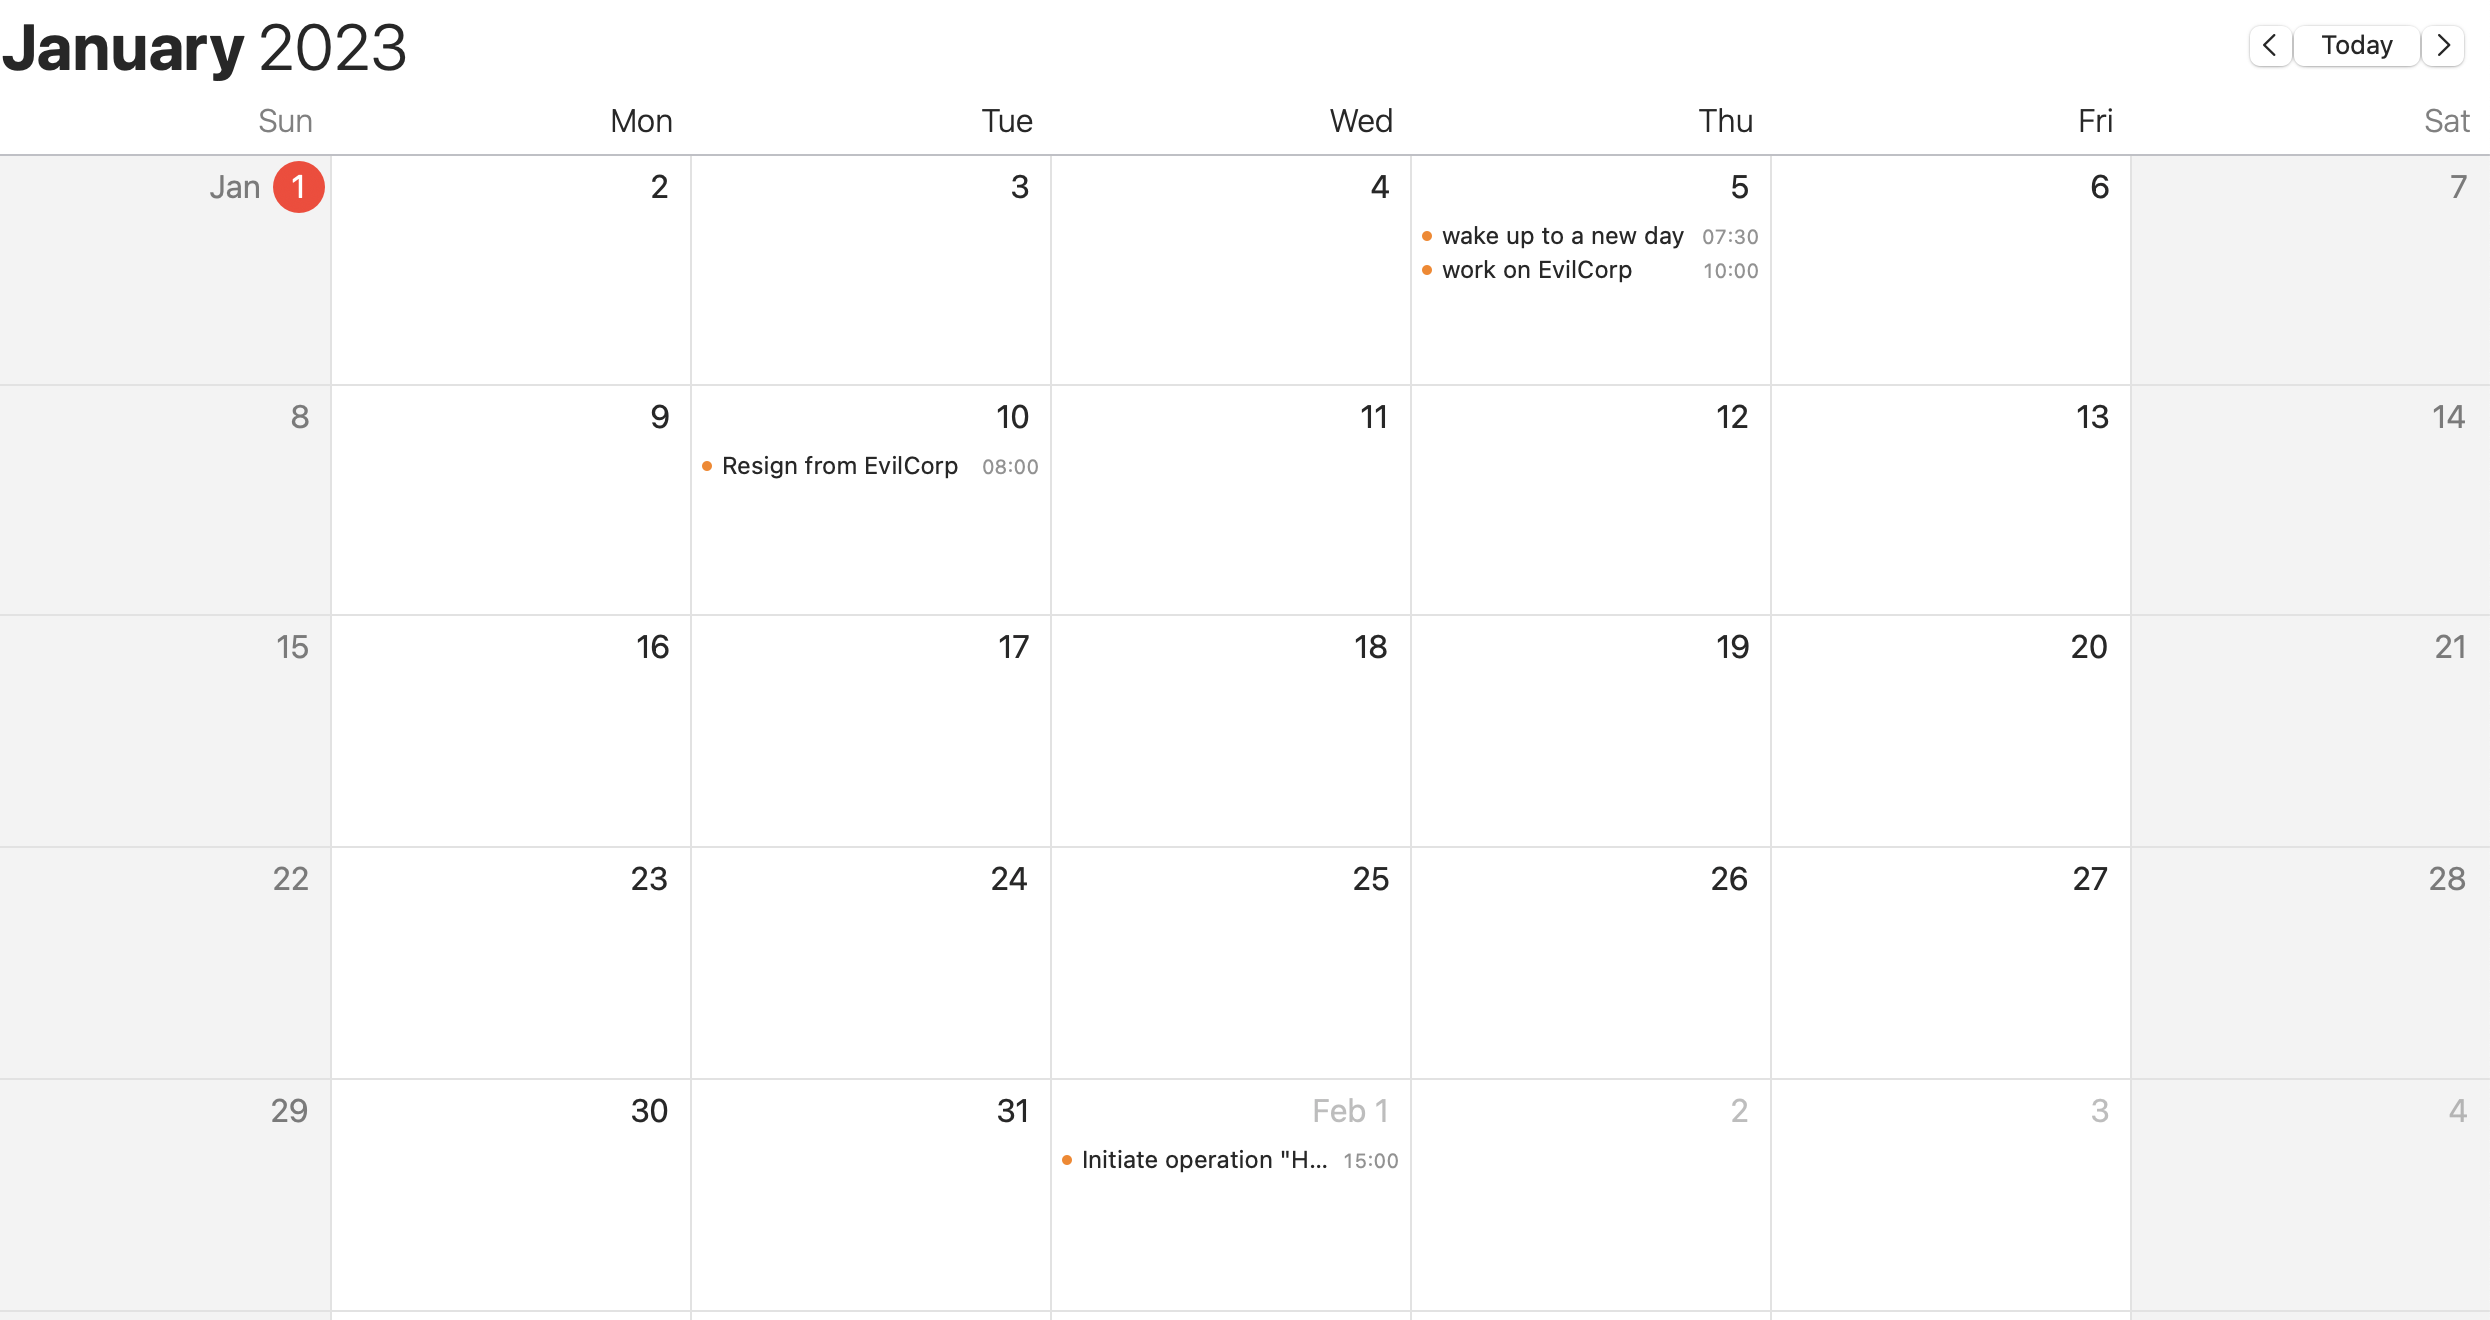 January 2023
Today
Sun Mon Tue Wed Thu Fri Sat
Jan 1 2 3 4 5 6 7
wake up to a new day 07:30
work on EvilCorp 10:00
8 9 10 11 12 13 14
Resign from EvilCorp 08:00
15 16 17 18 19 20 21
22 23 24 25 26 27 28
29 30 31 Feb 1 2 3 4
Initiate operation "H... 15:00